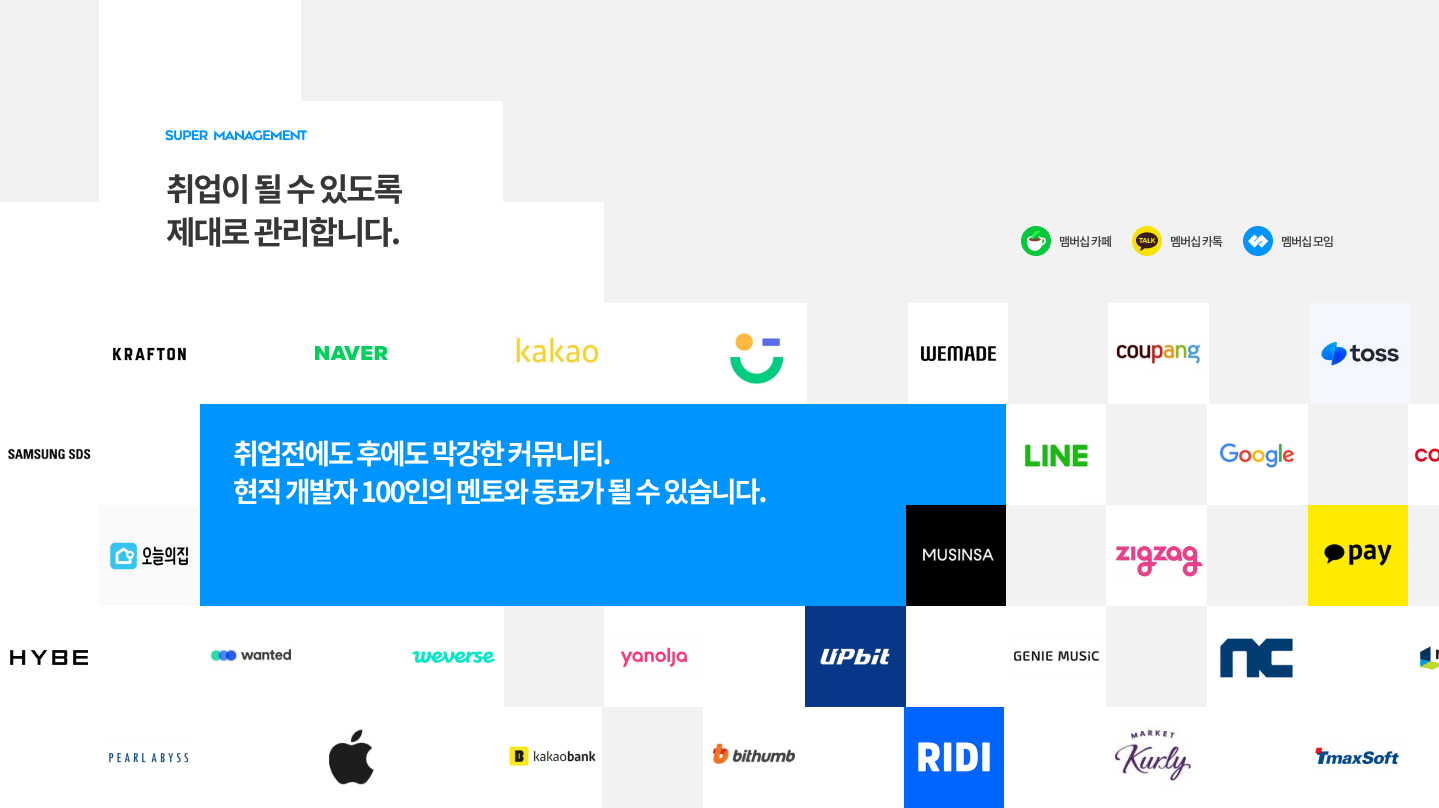 SUPER MANAGEMENT
취업이 될 수 있도록
제대로 관리합니다.
맴버십 카페
TALK
멤버십 카톡
멤버십 모임
KRAFTON
NAVER
kakao
WEMADE
coupang
toss
SAMSUNG SDS
취업전에도 후에도 막강한 커뮤니티.
현직 개발자 100인의 멘토와 동료가 될 수 있습니다.
LINE
Google
co
오늘의집
MUSINSA
zigzag
pay
HYBE
wanted
weverse
yanolja
UPbit
GENIE MUSiC
nc
PEARL ABYSS
B
kakaobank
bithumb
RIDI
MARKET
Kurly
TmaxSoft